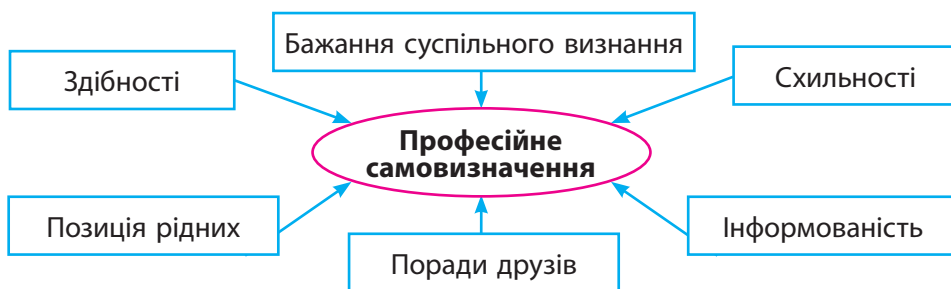 Бажання суспільного визнання
Здібності
Схильності
Професійне
самовизначення
Позиція рідних
Інформованість
Поради друзів